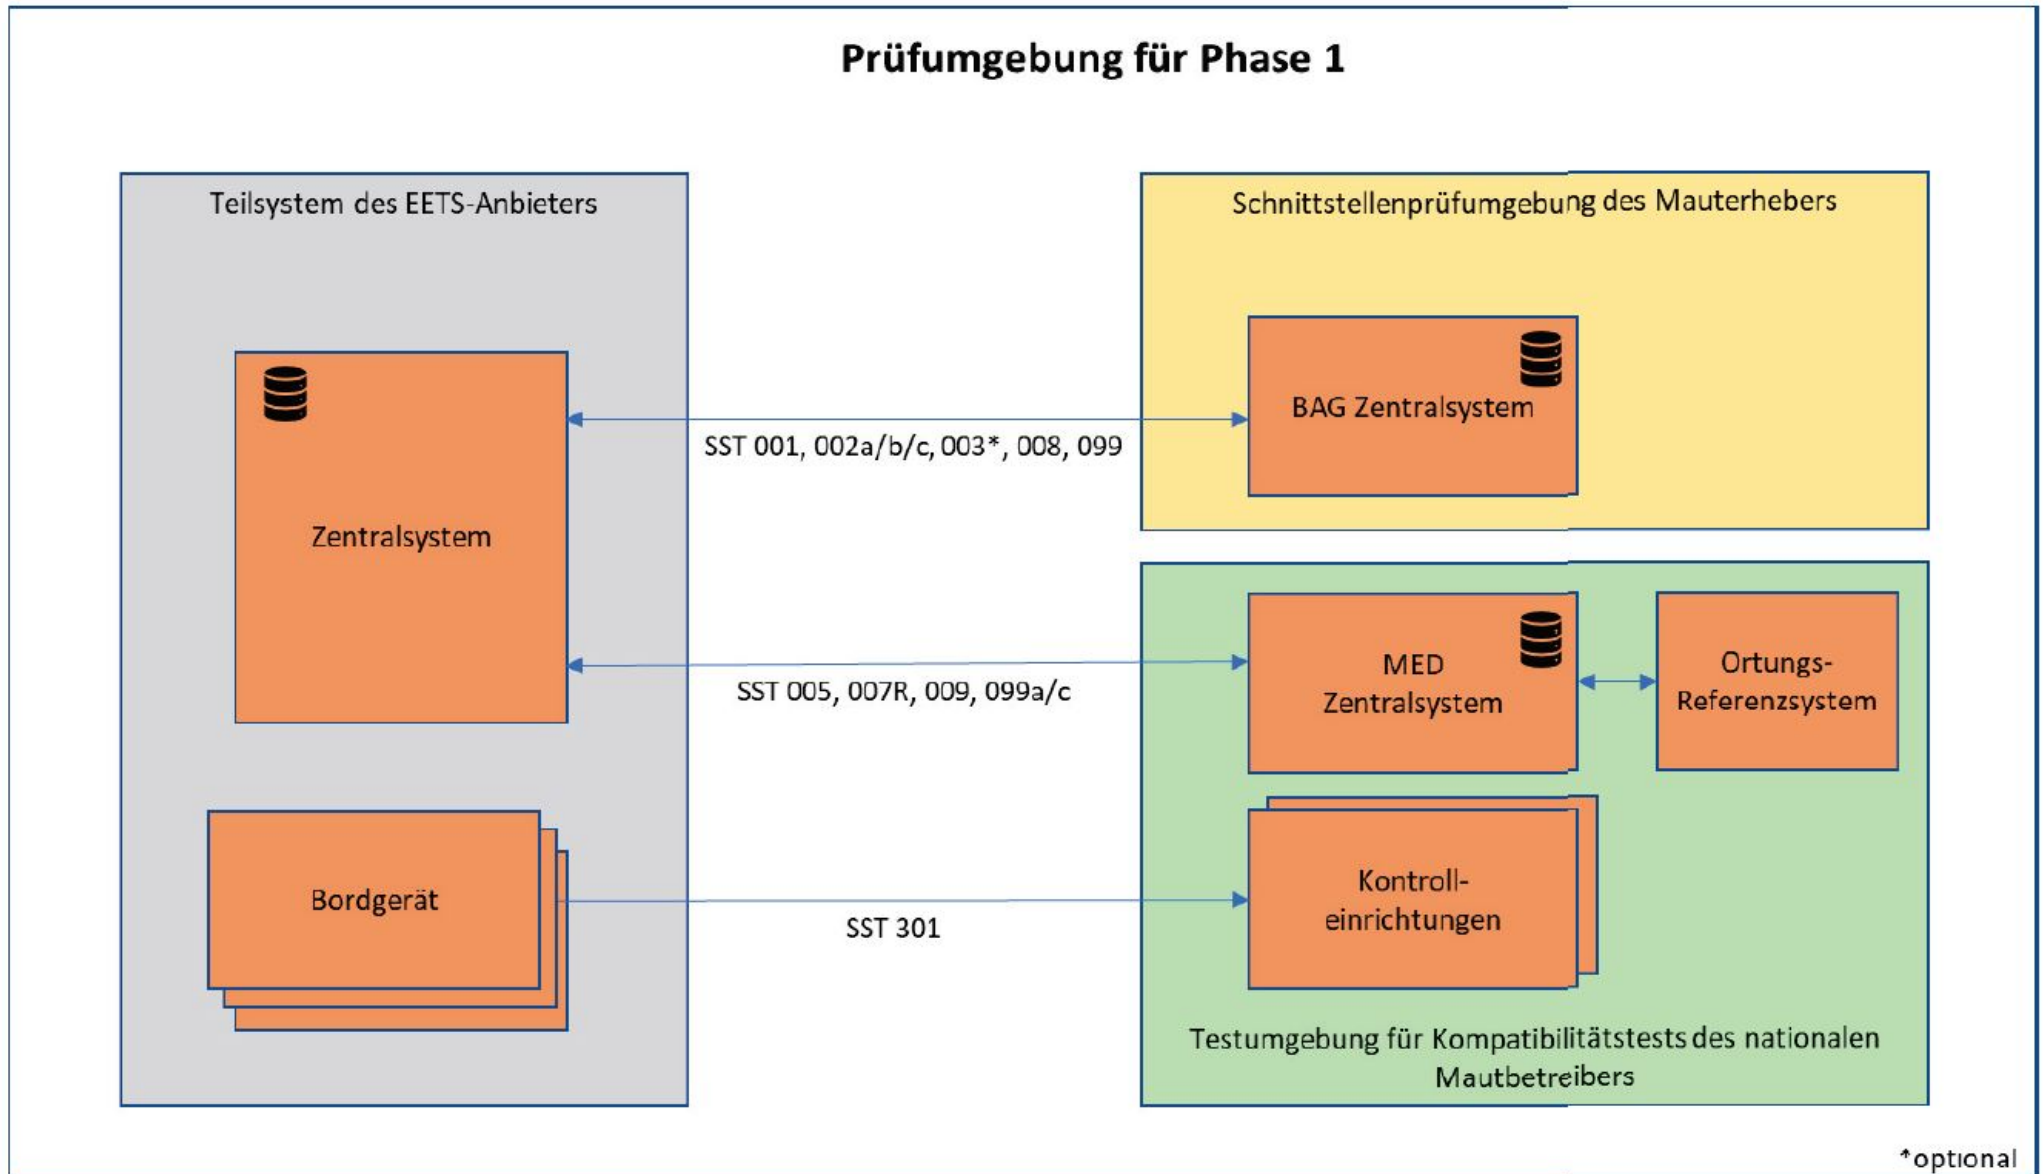 Prüfumgebung für Phase 1
Teilsystem des EETS-Anbieters
Zentralsystem
Bordgerät
SST 001, 002a/b/c, 003*, 008, 099
SST 005, 007R, 009, 099a/c
SST 301
Schnittstellenprüfumgebung des Mauterhebers
BAG Zentralsystem
MED
Zentralsystem
Ortungs-
Referenzsystem
Kontroll-
einrichtungen
Testumgebung für Kompatibilitätstests des nationalen
Mautbetreibers
*optional